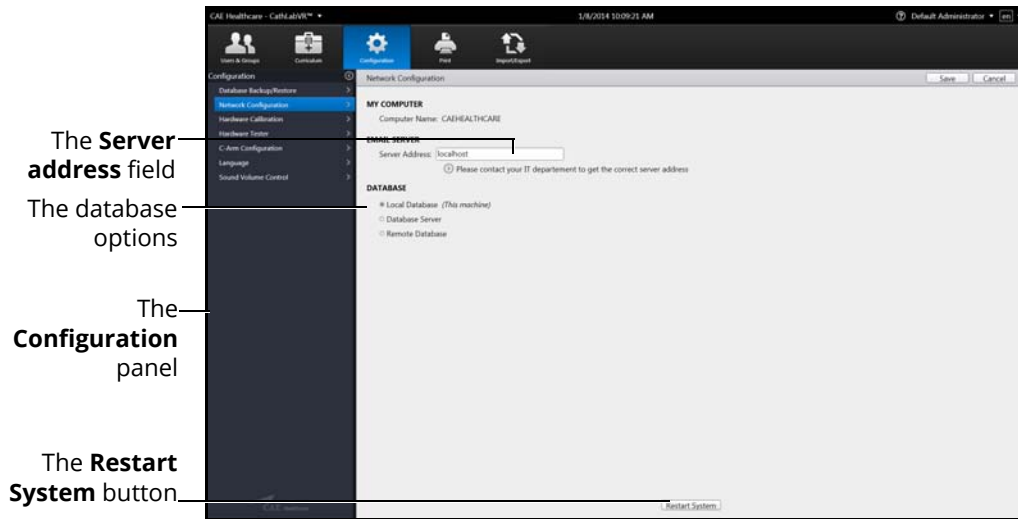 CAE Healthcare - CathLabVR™
1/8/2014 10:09:21 AM
Default Administrator
en
Users & Groups
Curriculum
Configuration
Print
Import/Export
Configuration
Database Backup/Restore
Network Configuration
Hardware Calibration
Hardware Tester
C-Arm Configuration
Language
Sound Volume Control
Network Configuration
Save
Cancel
MY COMPUTER
Computer Name: CAEHEALTHCARE
EMAIL SERVER
Server Address: localhost
Please contact your IT departement to get the correct server address
DATABASE
Local Database (This machine)
Database Server
Remote Database
Restart System
CAE Healthcare
The Server
address field
The database
options
The
Configuration
panel
The Restart
System button